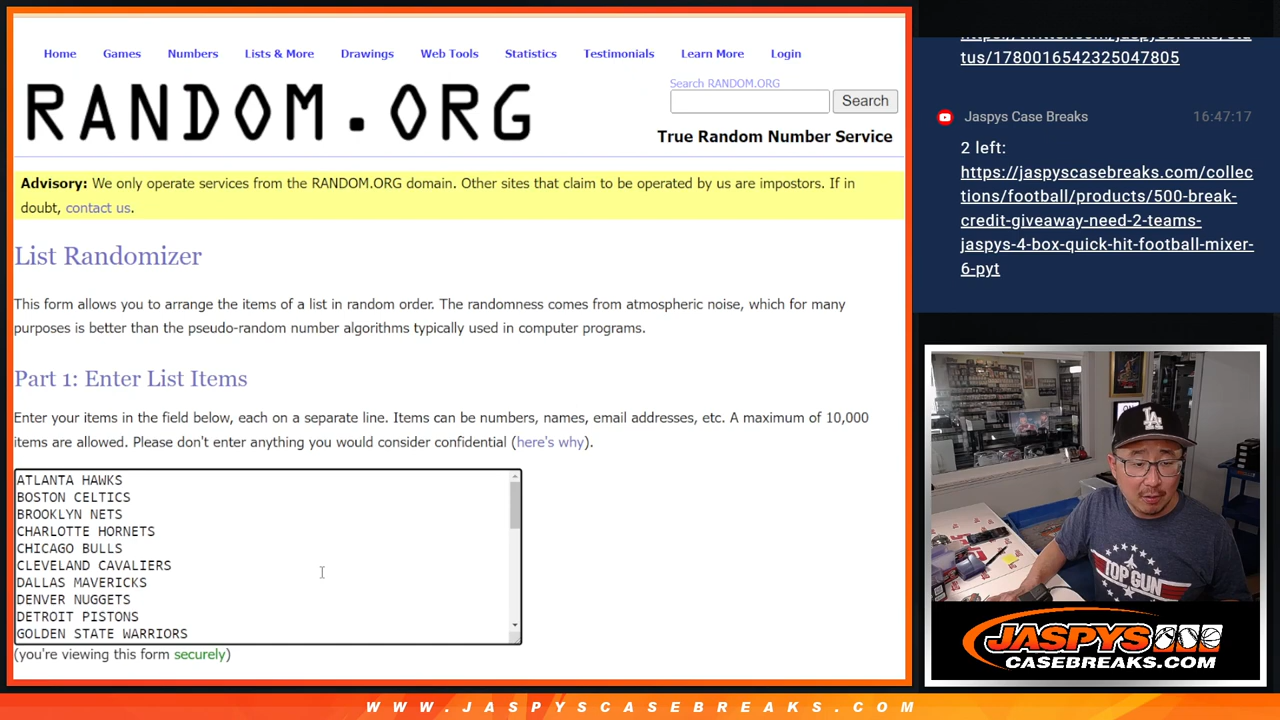 Home Games Numbers Lists & More Drawings Web Tools Statistics Testimonials Learn More Login
Search RANDOM.ORG
RANDOM.ORG
Search
True Random Number Service
Advisory: We only operate services from the RANDOM.ORG domain. Other sites that claim to be operated by us are impostors. If in
doubt, contact us.
List Randomizer
This form allows you to arrange the items of a list in random order. The randomness comes from atmospheric noise, which for many
purposes is better than the pseudo-random number algorithms typically used in computer programs.
Part 1: Enter List Items
Enter your items in the field below, each on a separate line. Items can be numbers, names, email addresses, etc. A maximum of 10,000
items are allowed. Please don't enter anything you would consider confidential (here's why).
ATLANTA HAWKS
BOSTON CELTICS
BROOKLYN NETS
CHARLOTTE HORNETS
CHICAGO BULLS
CLEVELAND CAVALIERS
DALLAS MAVERICKS
DENVER NUGGETS
DETROIT PISTONS
GOLDEN STATE WARRIORS
(you're viewing this form securely)
tus/1780016542325047805
Jaspys Case Breaks 16:47:17
2 left:
https://jaspyscasebreaks.com/collec
tions/football/products/500-break-
credit-giveaway-need-2-teams-
jaspys-4-box-quick-hit-football-mixer-
6-pyt
LA
TOP GUN
JASPYS
CASEBREAKS.COM
WWW.JASPYSCASEBREAKS.COM